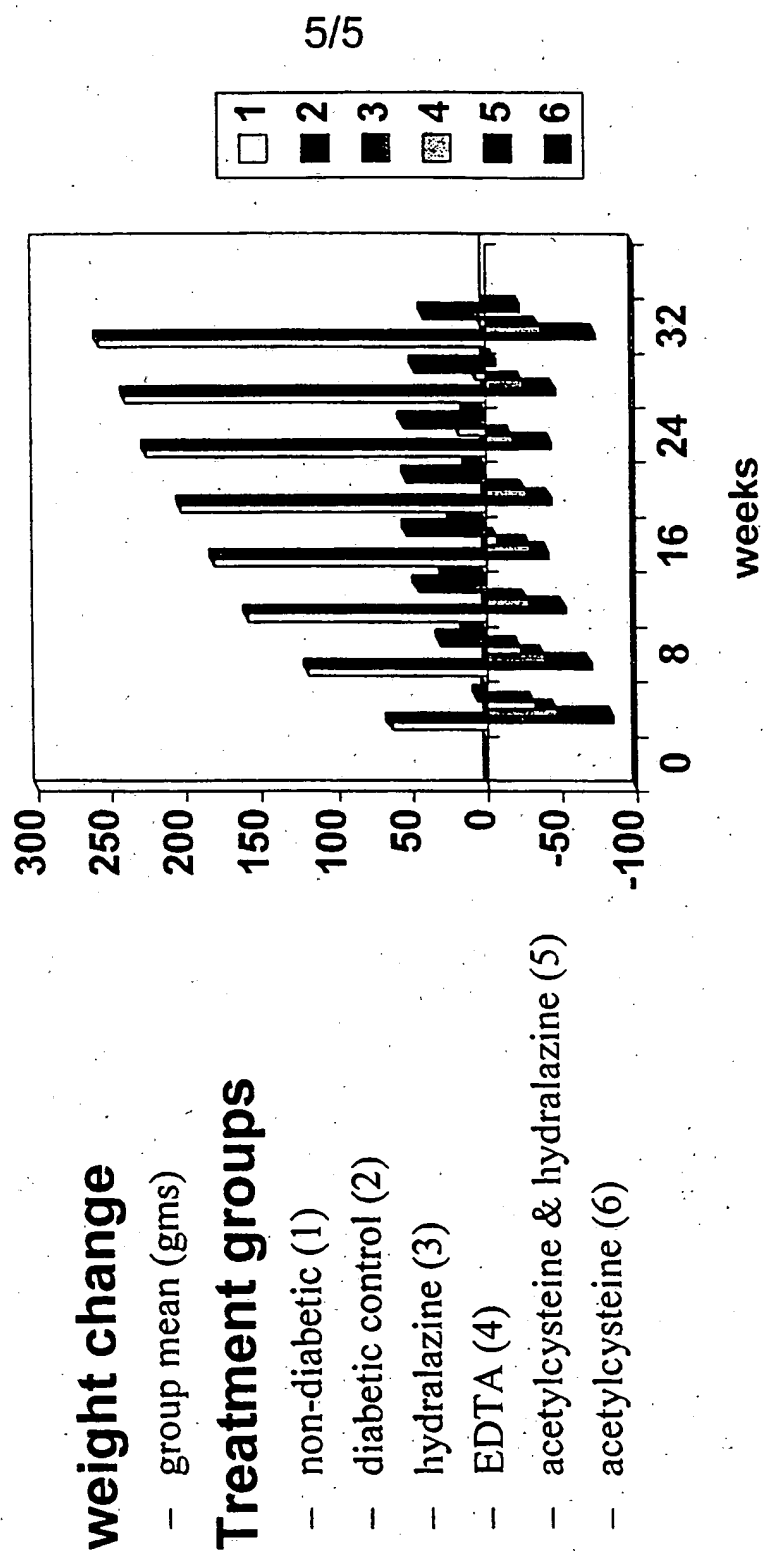 5/5
weight change
– group mean (gms)
Treatment groups
– non-diabetic (1)
– diabetic control (2)
– hydralazine (3)
– EDTA (4)
– acetylcysteine & hydralazine (5)
– acetylcysteine (6)
300
250
200
150
100
50
0
-50
-100
0 8 16 24 32
weeks
1
2
3
4
5
6